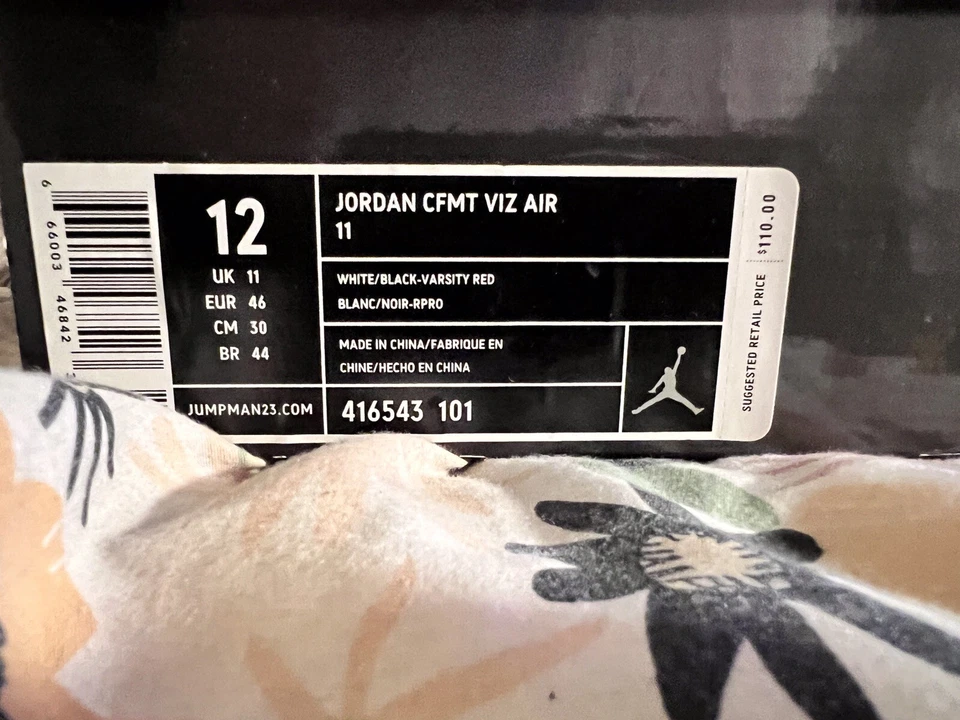 6 66003 46842
12
UK 11
EUR 46
CM 30
BR 44
JUMPMAN23.COM
JORDAN CFMT VIZ AIR
11
WHITE/BLACK-VARSITY RED
BLANC/NOIR-RPRO
MADE IN CHINA/FABRIQUE EN
CHINE/HECHO EN CHINA
416543 101
SUGGESTED RETAIL PRICE $110.00